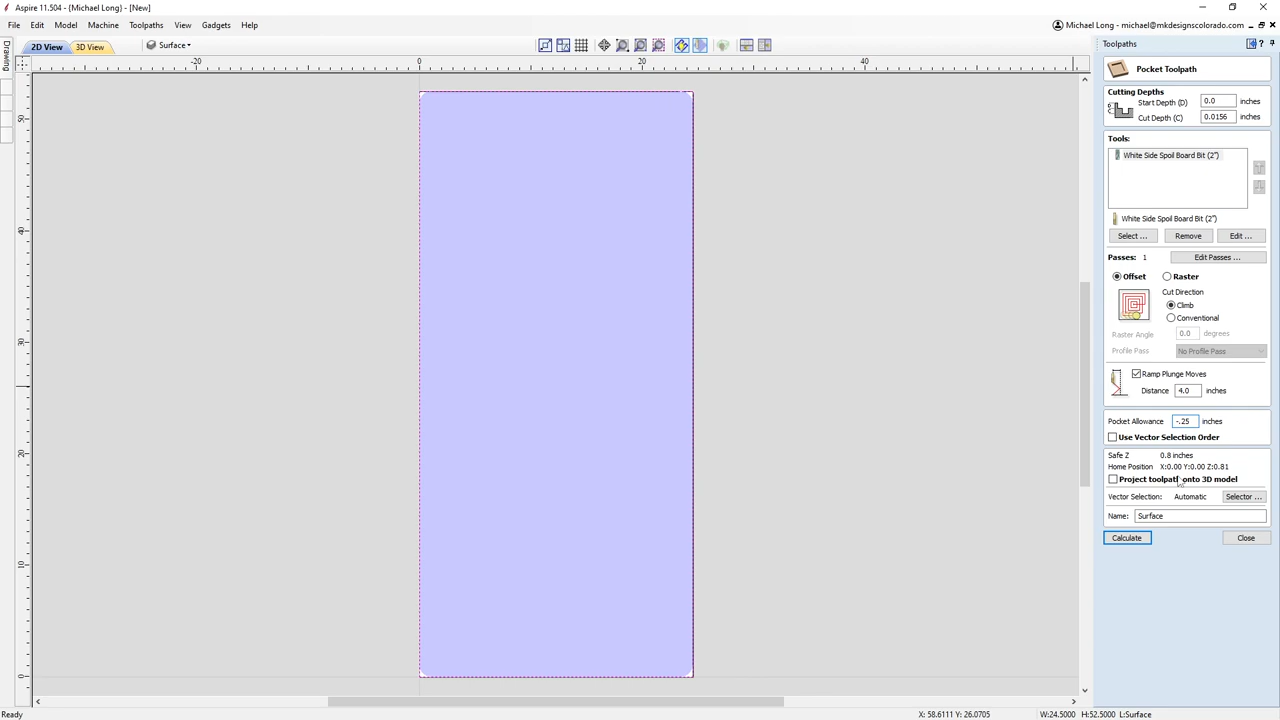 Aspire 11.504 - {Michael Long} - [New]
File Edit Model Machine Toolpaths View Gadgets Help
Michael Long - michael@mkdesignscolorado.com
2D View 3D View Surface
Drawing
-20 0 20 40
50
40
30
20
10
0
Toolpaths
Pocket Toolpath
Cutting Depths
Start Depth (D) 0.0 inches
Cut Depth (C) 0.0156 inches
Tools:
White Side Spoil Board Bit (2")
White Side Spoil Board Bit (2")
Select ... Remove Edit ...
Passes: 1 Edit Passes ...
Offset Raster
Cut Direction
Climb
Conventional
Raster Angle 0.0 degrees
Profile Pass No Profile Pass
Ramp Plunge Moves
Distance 4.0 inches
Pocket Allowance -.25 inches
Use Vector Selection Order
Safe Z 0.8 inches
Home Position X:0.00 Y:0.00 Z:0.81
Project toolpath onto 3D model
Vector Selection: Automatic Selector ...
Name: Surface
Calculate Close
Ready X: 58.6111 Y: 26.0705 W:24.5000 H:52.5000 L:Surface